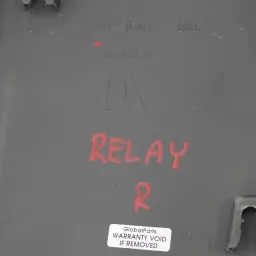 RELAY
R
GlobalParts
WARRANTY VOID
IF REMOVED